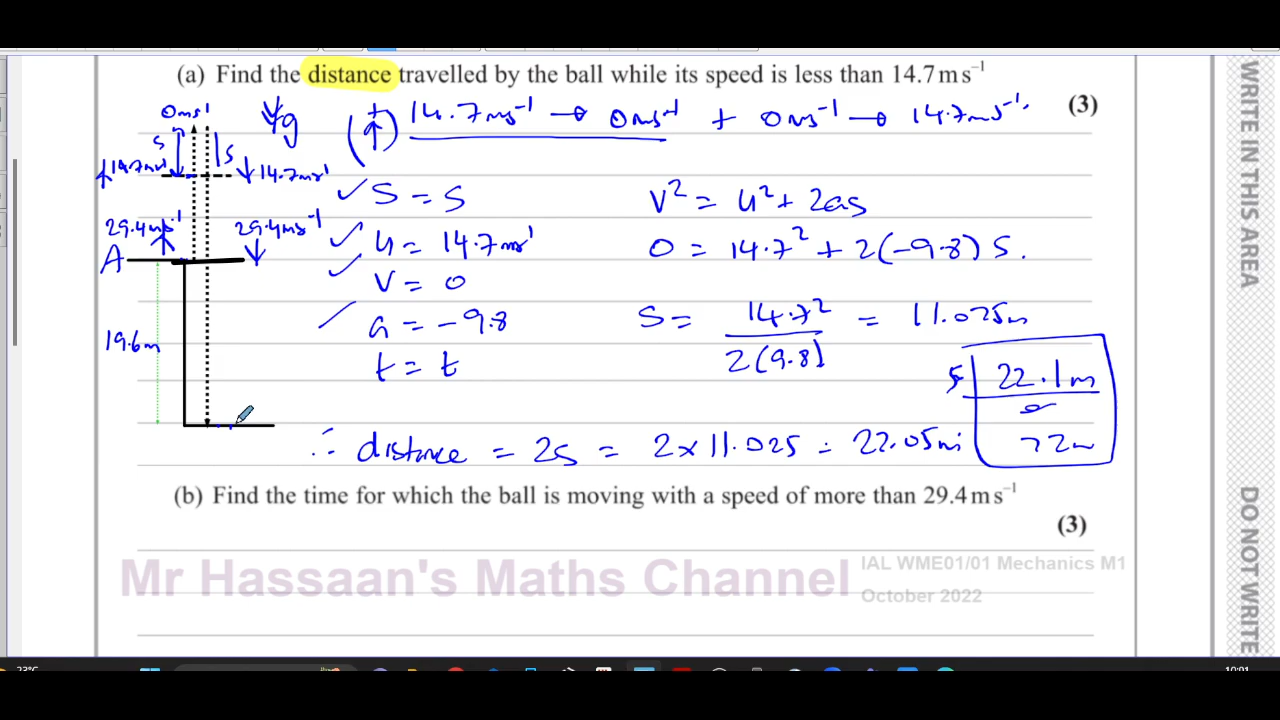 (a) Find the distance travelled by the ball while its speed is less than 14.7 m s⁻¹
(3)
0ms⁻¹
↓g
(↑+) 14.7ms⁻¹ → 0ms⁻¹ + 0ms⁻¹ → 14.7ms⁻¹
S
S
14.7ms⁻¹
14.7ms⁻¹
✓ S = S
V² = u² + 2as
29.4ms⁻¹
29.4ms⁻¹
✓ u = 14.7ms⁻¹
0 = 14.7² + 2(-9.8) S.
A
✓ V = 0
✓ a = -9.8
S = 14.7² / 2(9.8) = 11.025m
19.6m
t = t
22.1m
or
22m
∴ distance = 2s = 2 x 11.025 = 22.05m
(b) Find the time for which the ball is moving with a speed of more than 29.4 m s⁻¹
(3)
Mr Hassaan's Maths Channel
IAL WME01/01 Mechanics M1
October 2022
WRITE IN THIS AREA
DO NOT WRITE
23°C
10:01